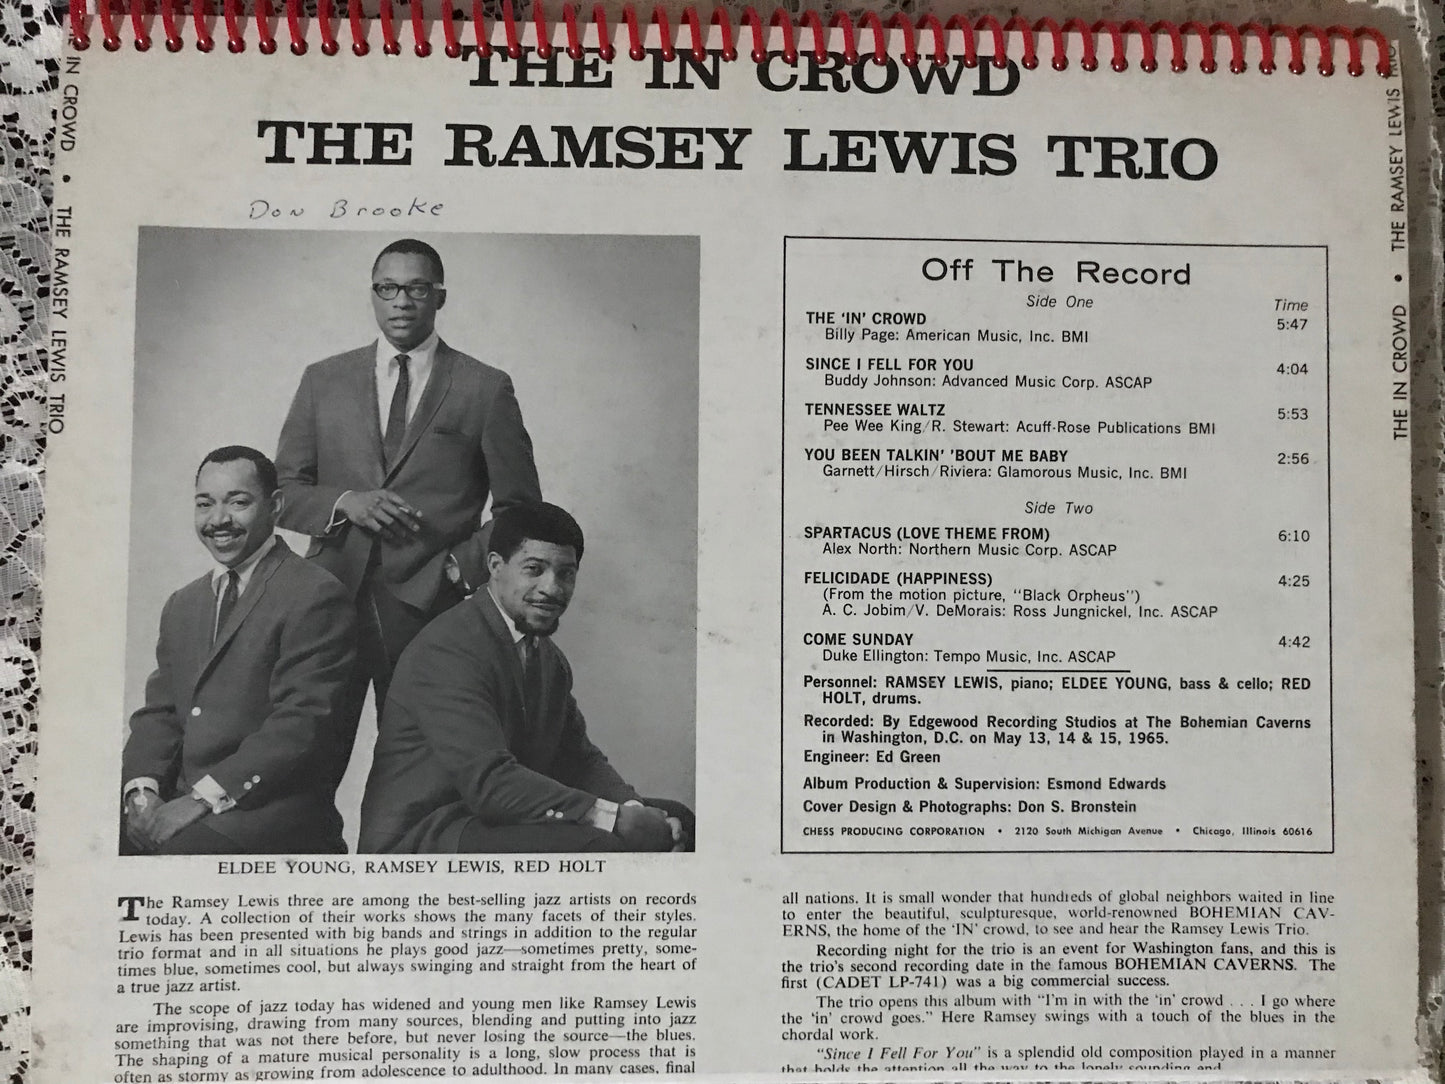 THE IN CROWD
THE RAMSEY LEWIS TRIO
IN CROWD • THE RAMSEY LEWIS TRIO
THE IN CROWD • THE RAMSEY LEWIS TRIO
Don Brooke
Off The Record
Side One
Time
THE 'IN' CROWD 5:47
Billy Page: American Music, Inc. BMI
SINCE I FELL FOR YOU 4:04
Buddy Johnson: Advanced Music Corp. ASCAP
TENNESSEE WALTZ 5:53
Pee Wee King/R. Stewart: Acuff-Rose Publications BMI
YOU BEEN TALKIN' 'BOUT ME BABY 2:56
Garnett/Hirsch/Riviera: Glamorous Music, Inc. BMI
Side Two
SPARTACUS (LOVE THEME FROM) 6:10
Alex North: Northern Music Corp. ASCAP
FELICIDADE (HAPPINESS) 4:25
(From the motion picture, "Black Orpheus")
A. C. Jobim/V. DeMorais: Ross Jungnickel, Inc. ASCAP
COME SUNDAY 4:42
Duke Ellington: Tempo Music, Inc. ASCAP
Personnel: RAMSEY LEWIS, piano; ELDEE YOUNG, bass & cello; RED
HOLT, drums.
Recorded: By Edgewood Recording Studios at The Bohemian Caverns
in Washington, D.C. on May 13, 14 & 15, 1965.
Engineer: Ed Green
Album Production & Supervision: Esmond Edwards
Cover Design & Photographs: Don S. Bronstein
CHESS PRODUCING CORPORATION • 2120 South Michigan Avenue • Chicago, Illinois 60616
ELDEE YOUNG, RAMSEY LEWIS, RED HOLT
The Ramsey Lewis three are among the best-selling jazz artists on records
today. A collection of their works shows the many facets of their styles.
Lewis has been presented with big bands and strings in addition to the regular
trio format and in all situations he plays good jazz—sometimes pretty, some-
times blue, sometimes cool, but always swinging and straight from the heart of
a true jazz artist.
The scope of jazz today has widened and young men like Ramsey Lewis
are improvising, drawing from many sources, blending and putting into jazz
something that was not there before, but never losing the source—the blues.
The shaping of a mature musical personality is a long, slow process that is
often as stormy as growing from adolescence to adulthood. In many cases, final
all nations. It is small wonder that hundreds of global neighbors waited in line
to enter the beautiful, sculpturesque, world-renowned BOHEMIAN CAV-
ERNS, the home of the 'IN' crowd, to see and hear the Ramsey Lewis Trio.
Recording night for the trio is an event for Washington fans, and this is
the trio's second recording date in the famous BOHEMIAN CAVERNS. The
first (CADET LP-741) was a big commercial success.
The trio opens this album with "I'm in with the 'in' crowd . . . I go where
the 'in' crowd goes." Here Ramsey swings with a touch of the blues in the
chordal work.
"Since I Fell For You" is a splendid old composition played in a manner
that holds the attention all the way to the lonely sounding end